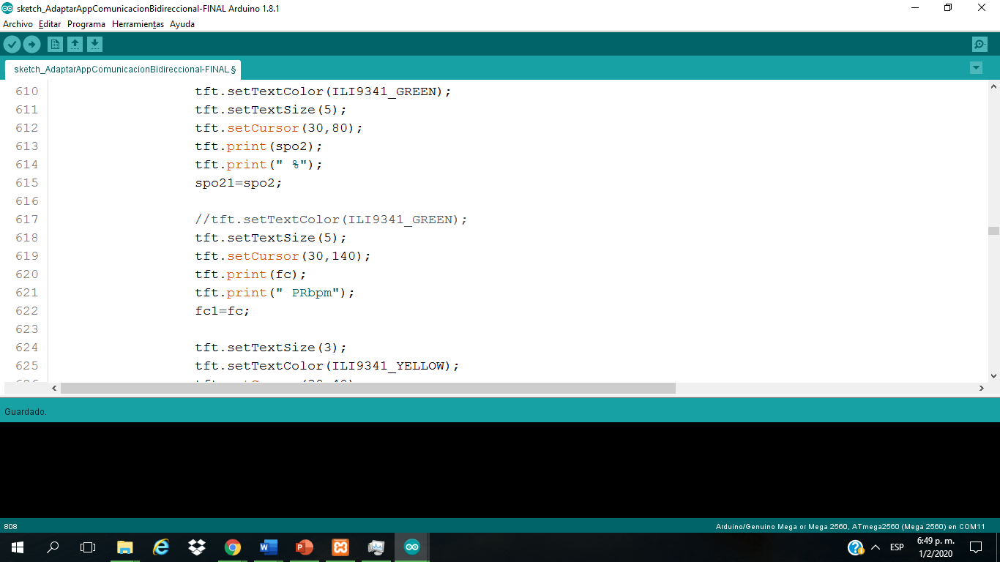 sketch_AdaptarAppComunicacionBidireccional-FINAL Arduino 1.8.1
Archivo Editar Programa Herramientas Ayuda
sketch_AdaptarAppComunicacionBidireccional-FINAL §
610 tft.setTextColor(ILI9341_GREEN);
611 tft.setTextSize(5);
612 tft.setCursor(30,80);
613 tft.print(spo2);
614 tft.print(" %");
615 spo21=spo2;
616
617 //tft.setTextColor(ILI9341_GREEN);
618 tft.setTextSize(5);
619 tft.setCursor(30,140);
620 tft.print(fc);
621 tft.print(" PRbpm");
622 fc1=fc;
623
624 tft.setTextSize(3);
625 tft.setTextColor(ILI9341_YELLOW);
Guardado.
808 Arduino/Genuino Mega or Mega 2560, ATmega2560 (Mega 2560) en COM11
ESP
6:49 p. m.
1/2/2020